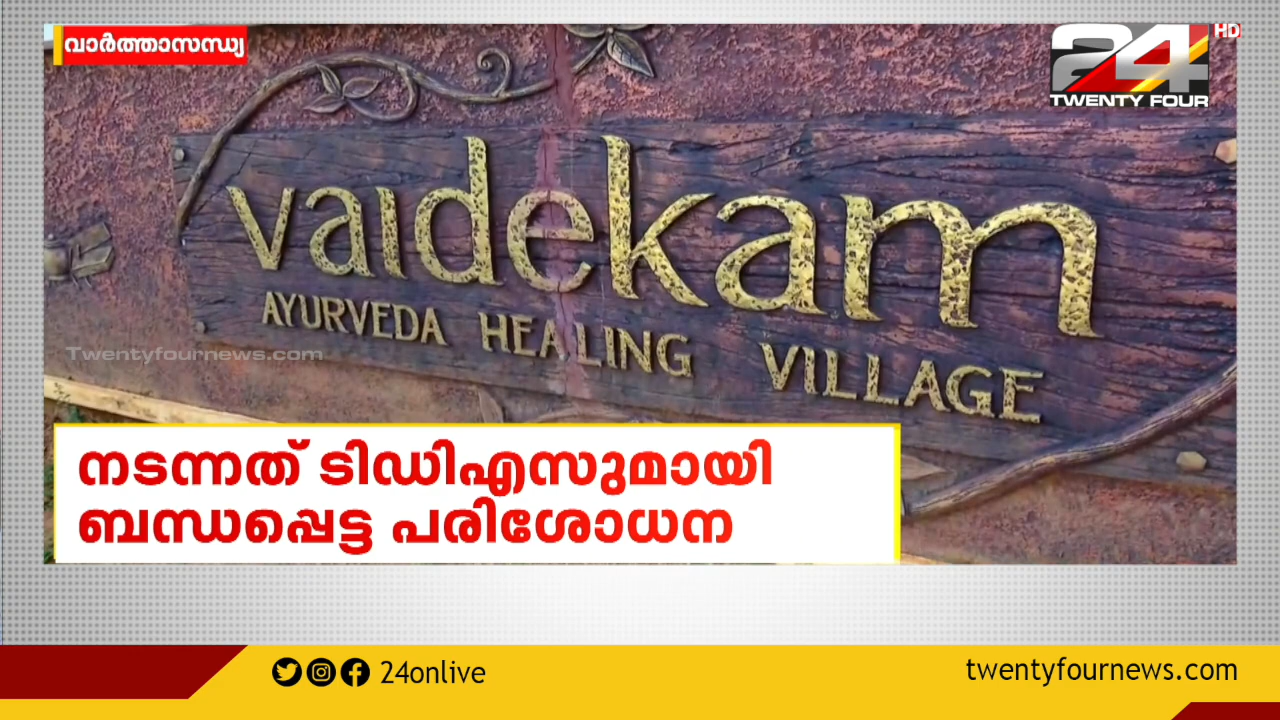 വാർത്താസന്ധ്യ
24 HD
TWENTY FOUR
vaidekam
AYURVEDA HEALING VILLAGE
Twentyfournews.com
നടന്നത് ടിഡിഎസുമായി
ബന്ധപ്പെട്ട പരിശോധന
24onlive
twentyfournews.com